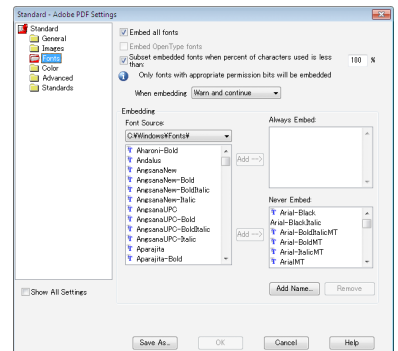 Standard - Adobe PDF Settings
Standard
General
Images
Fonts
Color
Advanced
Standards
Show All Settings
Embed all fonts
Embed OpenType fonts
Subset embedded fonts when percent of characters used is less than:
100 %
Only fonts with appropriate permission bits will be embedded
When embedding Warn and continue
Embedding
Font Source:
C:¥Windows¥Fonts¥
Aharoni-Bold
Andalus
AngsanaNew
AngsanaNew-Bold
AngsanaNew-BoldItalic
AngsanaNew-Italic
AngsanaUPC
AngsanaUPC-Bold
AngsanaUPC-BoldItalic
AngsanaUPC-Italic
Aparajita
Aparajita-Bold
Add -->
Add -->
Always Embed:
Never Embed:
Arial-Black
Arial-BlackItalic
Arial-BoldItalicMT
Arial-BoldMT
Arial-ItalicMT
ArialMT
Add Name...
Remove
Save As...
OK
Cancel
Help